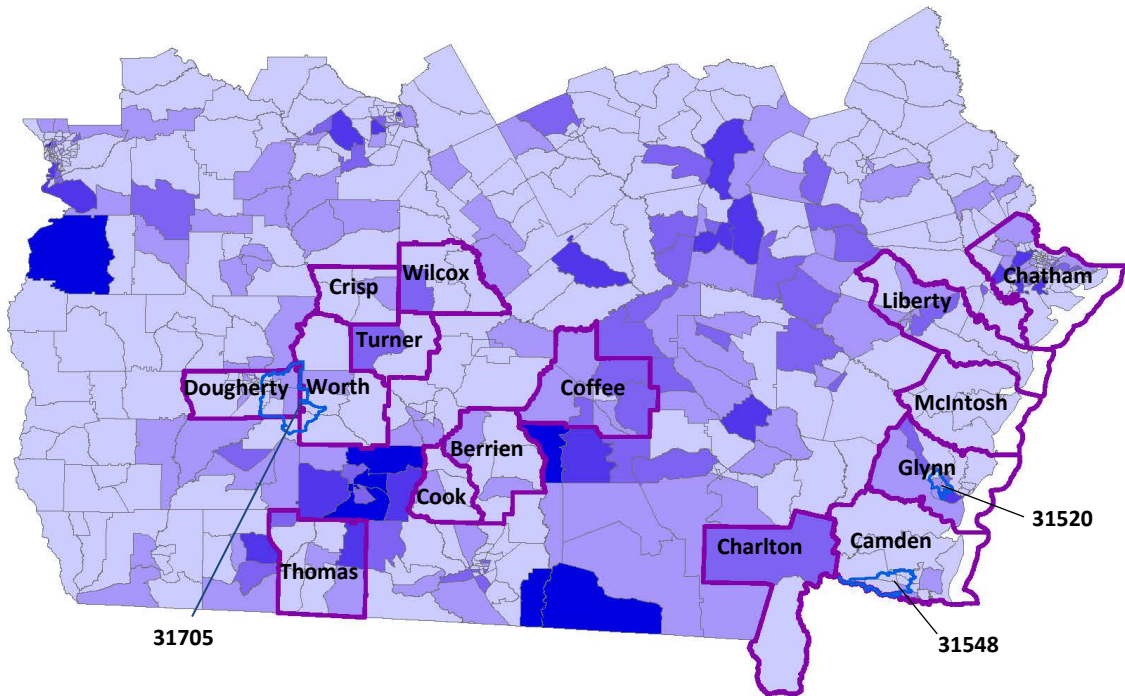 Wilcox
Chatham
Crisp
Liberty
Turner
Dougherty
Worth
Coffee
McIntosh
Berrien
Glynn
Cook
31520
Charlton
Camden
Thomas
31705
31548